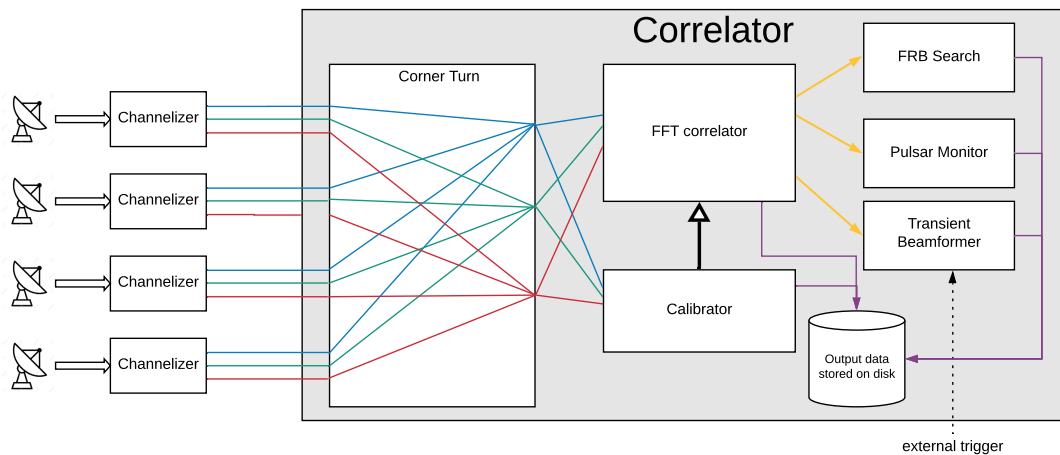 Correlator
Corner Turn
Channelizer
Channelizer
Channelizer
Channelizer
FFT correlator
Calibrator
FRB Search
Pulsar Monitor
Transient
Beamformer
Output data
stored on disk
external trigger